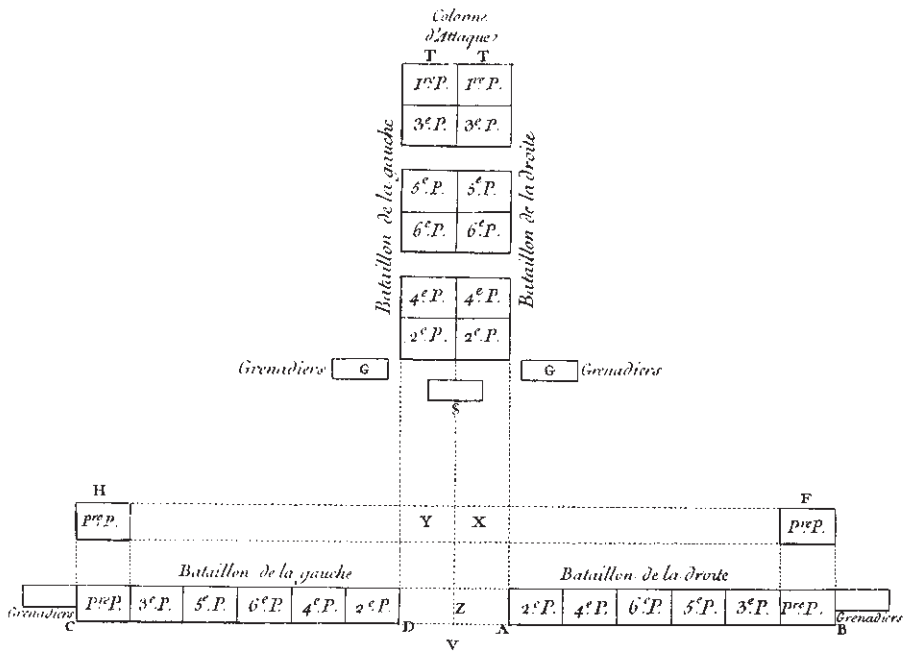 Colonne
d'Attaque
T T
1re.P. 1re.P.
3e.P. 3e.P.
Bataillon de la gauche
Bataillon de la droite
5e.P. 5e.P.
6e.P. 6e.P.
4e.P. 4e.P.
2e.P. 2e.P.
Grenadiers G G Grenadiers
S
H F
pre.p. Y X pre.p.
Bataillon de la gauche Bataillon de la droite
Grenadiers pre.P. 3e.P. 5e.P. 6e.P. 4e.P. 2e.P. Z 2e.P. 4e.P. 6e.P. 5e.P. 3e.P. pre.P. Grenadiers
C D A B
V